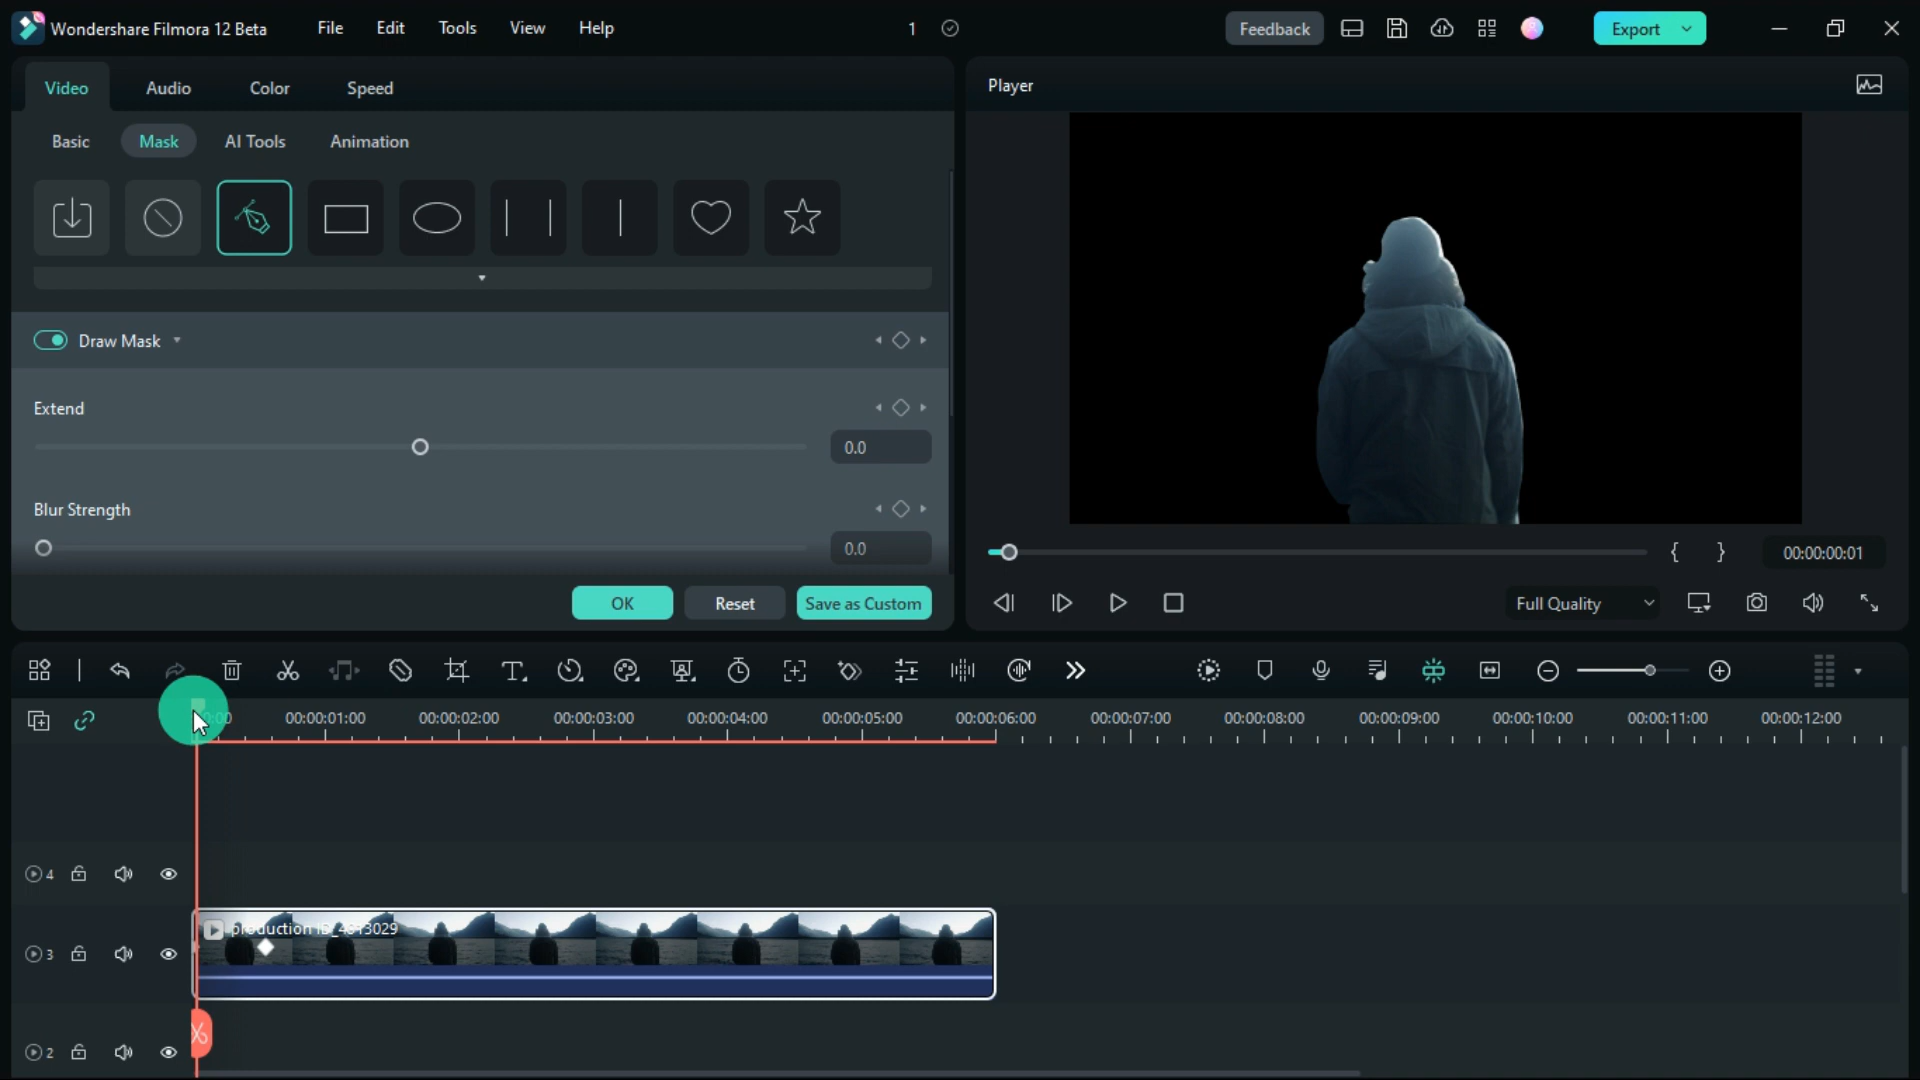 Wondershare Filmora 12 Beta File Edit Tools View Help 1 Feedback Export
Video Audio Color Speed
Player
Basic Mask AI Tools Animation
Draw Mask
Extend
0.0
Blur Strength
0.0
{ } 00:00:00:01
OK Reset Save as Custom
Full Quality
00:00:01:00 00:00:02:00 00:00:03:00 00:00:04:00 00:00:05:00 00:00:06:00 00:00:07:00 00:00:08:00 00:00:09:00 00:00:10:00 00:00:11:00 00:00:12:00
4
production ID_4813029
3
2